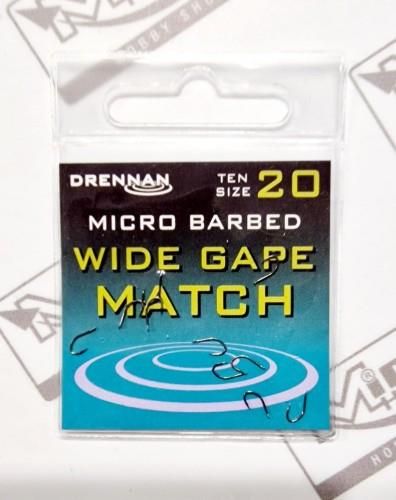 DRENNAN
TEN SIZE 20
MICRO BARBED
WIDE GAPE
MATCH